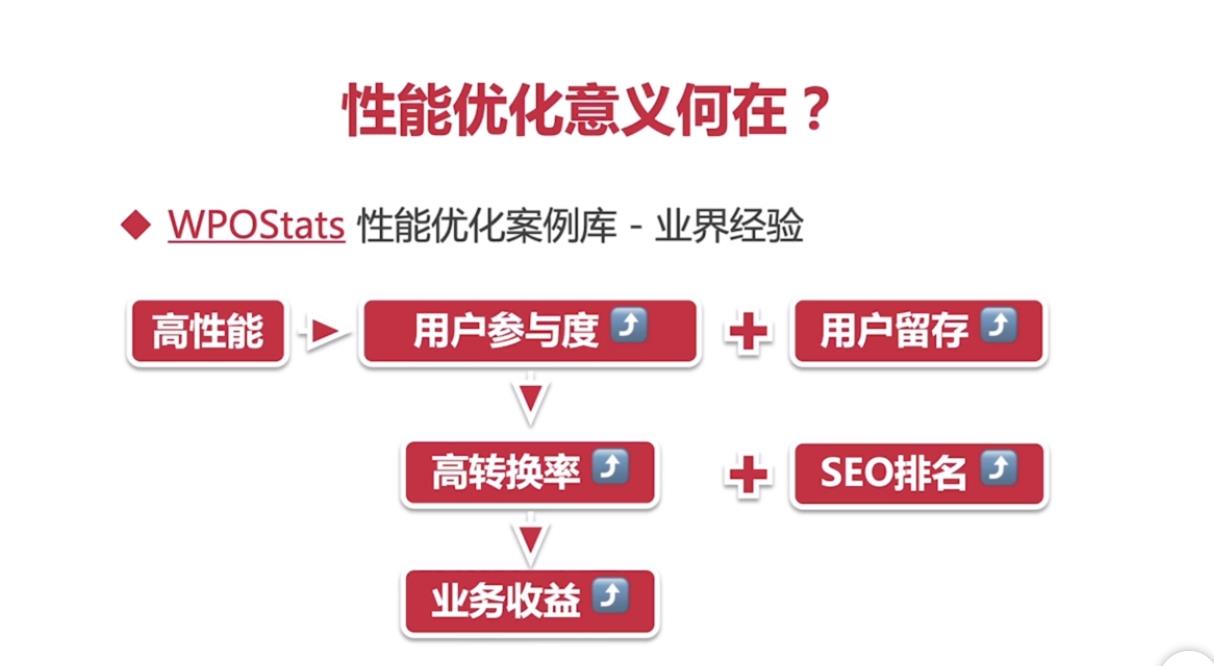 性能优化意义何在？
WPOStats 性能优化案例库 - 业界经验
高性能 用户参与度 用户留存
高转换率 SEO排名
业务收益